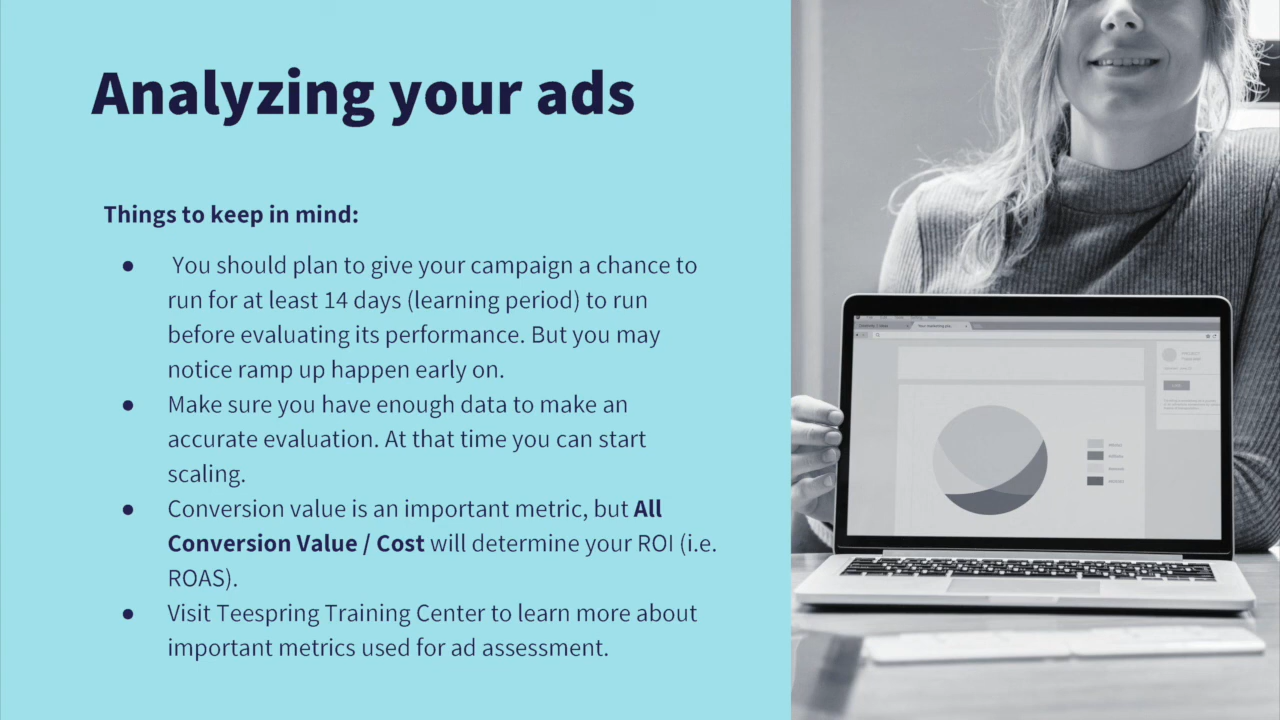 Analyzing your ads
Things to keep in mind:
● You should plan to give your campaign a chance to
run for at least 14 days (learning period) to run
before evaluating its performance. But you may
notice ramp up happen early on.
● Make sure you have enough data to make an
accurate evaluation. At that time you can start
scaling.
● Conversion value is an important metric, but All
Conversion Value / Cost will determine your ROI (i.e.
ROAS).
● Visit Teespring Training Center to learn more about
important metrics used for ad assessment.